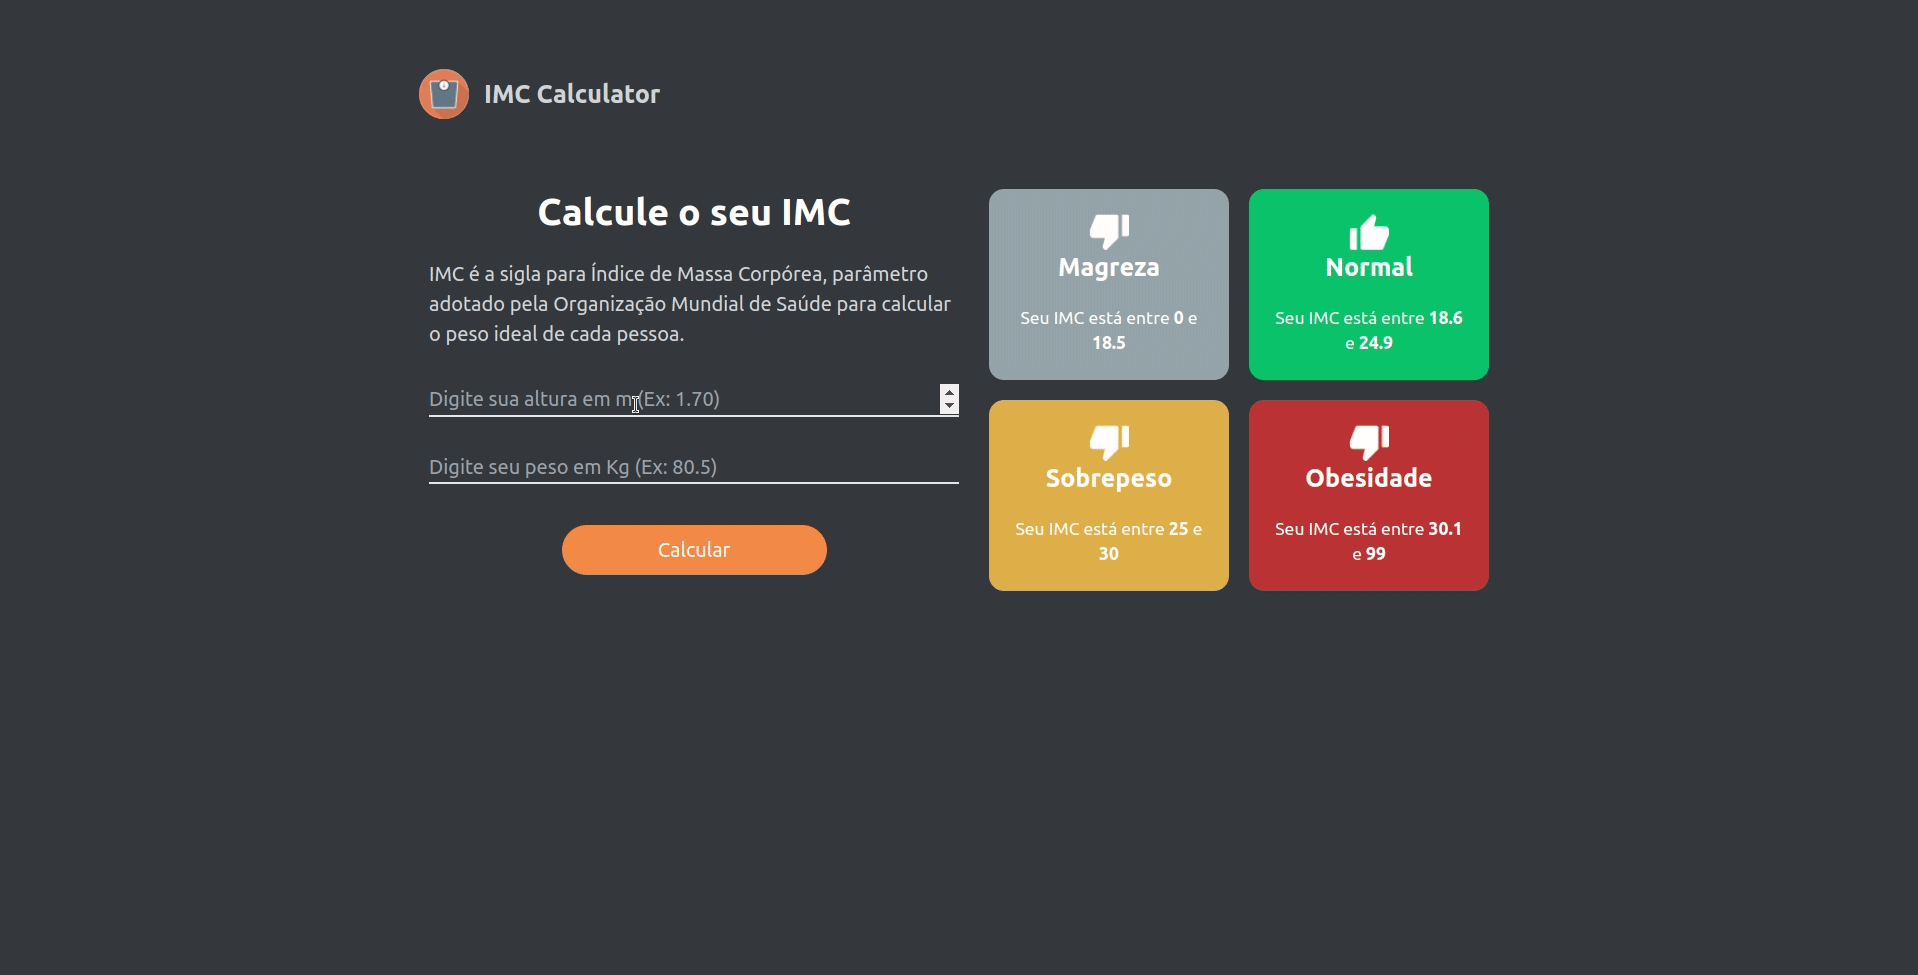 IMC Calculator
Calcule o seu IMC
IMC é a sigla para Índice de Massa Corpórea, parâmetro
adotado pela Organização Mundial de Saúde para calcular
o peso ideal de cada pessoa.
Digite sua altura em m (Ex: 1.70)
Digite seu peso em Kg (Ex: 80.5)
Calcular
Magreza
Seu IMC está entre 0 e
18.5
Normal
Seu IMC está entre 18.6
e 24.9
Sobrepeso
Seu IMC está entre 25 e
30
Obesidade
Seu IMC está entre 30.1
e 99